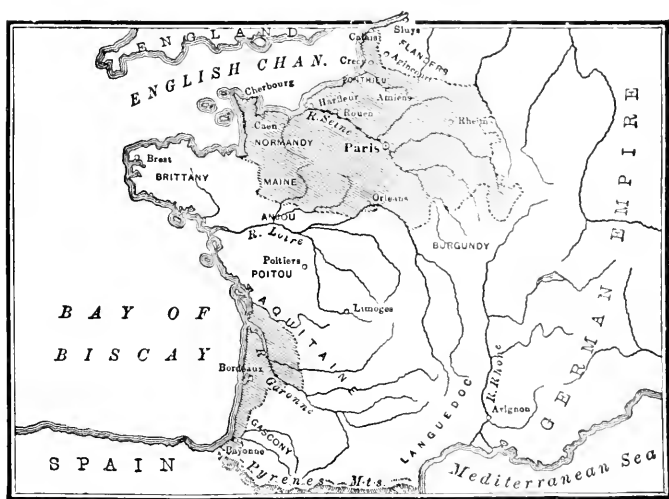 ENGLAND
Sluys
Calais
FLANDERS
Crecy
Agincourt
ENGLISH CHAN.
PONTHIEU
Cherbourg
Harfleur
Amiens
Rouen
R. Seine
Rheims
Caen
NORMANDY
Paris
Brest
BRITTANY
MAINE
Orleans
ANJOU
R. Loire
BURGUNDY
Poitiers
POITOU
GERMAN EMPIRE
BAY OF
BISCAY
AQUITAINE
Limoges
Bordeaux
R. Garonne
R. Rhone
Avignon
LANGUEDOC
GASCONY
Bayonne
SPAIN
Pyrenes Mts.
Mediterranean Sea